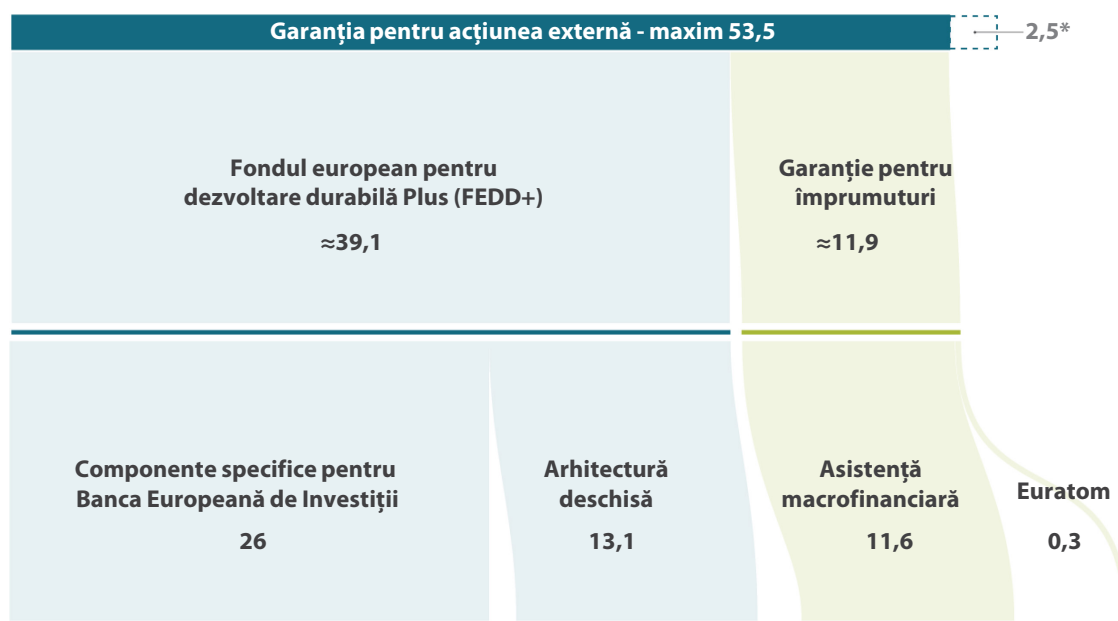 Garanția pentru acțiunea externă - maxim 53,5
2,5*
Fondul european pentru
dezvoltare durabilă Plus (FEDD+)
≈39,1
Garanție pentru
împrumuturi
≈11,9
Componente specifice pentru
Banca Europeană de Investiții
26
Arhitectură
deschisă
13,1
Asistență
macrofinanciară
11,6
Euratom
0,3